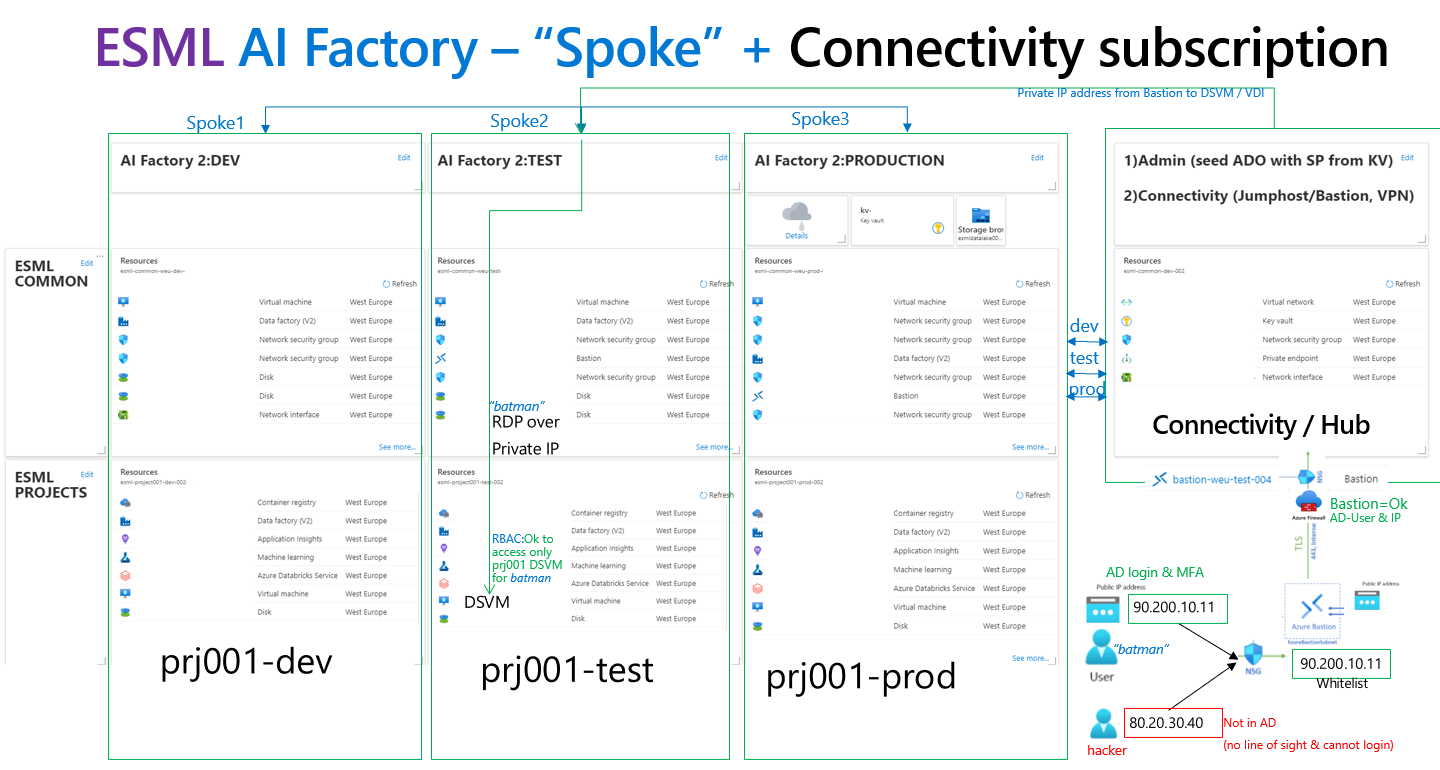 ESML AI Factory – “Spoke” + Connectivity subscription
Private IP address from Bastion to DSVM / VDI
Spoke1
Spoke2
Spoke3
AI Factory 2:DEV
Edit
AI Factory 2:TEST
Edit
AI Factory 2:PRODUCTION
Edit
1)Admin (seed ADO with SP from KV)
Edit
2)Connectivity (Jumphost/Bastion, VPN)
Details
kv-
Key vault
Storage brov
esmldatalake00...
ESML
COMMON
Edit
...
Resources
esml-common-weu-dev-
Refresh
Virtual machine West Europe
Data factory (V2) West Europe
Network security group West Europe
Network security group West Europe
Disk West Europe
Disk West Europe
Network interface West Europe
See more...
Resources
esml-common-weu-test-
Refresh
Virtual machine West Europe
Data factory (V2) West Europe
Network security group West Europe
Bastion West Europe
Network security group West Europe
Disk West Europe
Disk West Europe
See more...
“batman”
RDP over
Private IP
Resources
esml-common-weu-prod-
Refresh
Virtual machine West Europe
Network security group West Europe
Network security group West Europe
Data factory (V2) West Europe
Network security group West Europe
Bastion West Europe
Network security group West Europe
See more...
dev
test
prod
Resources
esml-common-dev-002
Refresh
Virtual network West Europe
Key vault West Europe
Network security group West Europe
Private endpoint West Europe
Network interface West Europe
Connectivity / Hub
ESML
PROJECTS
Edit
Resources
esml-project001-dev-002
Container registry West Europe
Data factory (V2) West Europe
Application Insights West Europe
Machine learning West Europe
Azure Databricks Service West Europe
Virtual machine West Europe
Disk West Europe
prj001-dev
Resources
esml-project001-test-002
Refresh
Container registry West Europe
Data factory (V2) West Europe
Application Insights West Europe
Machine learning West Europe
Azure Databricks Service West Europe
Virtual machine West Europe
Disk West Europe
RBAC:Ok to
access only
prj001 DSVM
for batman
DSVM
prj001-test
Resources
esml-project001-prod-002
Refresh
Container registry West Europe
Data factory (V2) West Europe
Application Insights West Europe
Machine learning West Europe
Azure Databricks Service West Europe
Virtual machine West Europe
Disk West Europe
See more...
prj001-prod
bastion-weu-test-004
NSG
Bastion
Azure Firewall
Bastion=Ok
AD-User & IP
TLS
443, Internet
AD login & MFA
Public IP address
90.200.10.11
“batman”
User
NSG
Public IP address
Azure Bastion
AzureBastionSubnet
90.200.10.11
Whitelist
80.20.30.40
hacker
Not in AD
(no line of sight & cannot login)